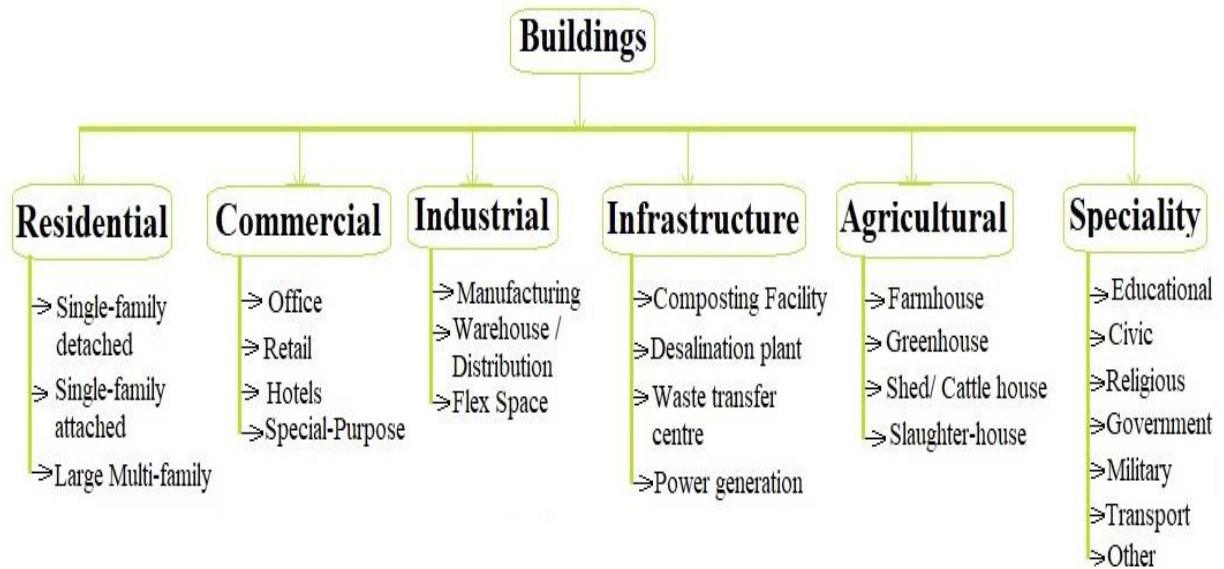 Buildings
Residential
Single-family
detached
Single-family
attached
Large Multi-family
Commercial
Office
Retail
Hotels
Special-Purpose
Industrial
Manufacturing
Warehouse /
Distribution
Flex Space
Infrastructure
Composting Facility
Desalination plant
Waste transfer
centre
Power generation
Agricultural
Farmhouse
Greenhouse
Shed/ Cattle house
Slaughter-house
Speciality
Educational
Civic
Religious
Government
Military
Transport
Other